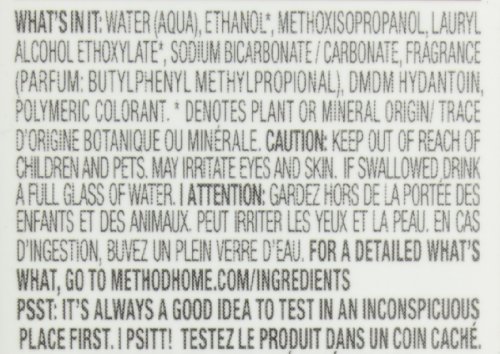 WHAT'S IN IT: WATER (AQUA), ETHANOL*, METHOXISOPROPANOL, LAURYL
ALCOHOL ETHOXYLATE*, SODIUM BICARBONATE / CARBONATE, FRAGRANCE
(PARFUM: BUTYLPHENYL METHYLPROPIONAL), DMDM HYDANTOIN,
POLYMERIC COLORANT. * DENOTES PLANT OR MINERAL ORIGIN/ TRACE
D'ORIGINE BOTANIQUE OU MINÉRALE. CAUTION: KEEP OUT OF REACH OF
CHILDREN AND PETS. MAY IRRITATE EYES AND SKIN. IF SWALLOWED DRINK
A FULL GLASS OF WATER. | ATTENTION: GARDEZ HORS DE LA PORTÉE DES
ENFANTS ET DES ANIMAUX. PEUT IRRITER LES YEUX ET LA PEAU. EN CAS
D'INGESTION, BUVEZ UN PLEIN VERRE D'EAU. FOR A DETAILED WHAT'S
WHAT, GO TO METHODHOME.COM/INGREDIENTS
PSST: IT'S ALWAYS A GOOD IDEA TO TEST IN AN INCONSPICUOUS
PLACE FIRST. | PSITT! TESTEZ LE PRODUIT DANS UN COIN CACHÉ.